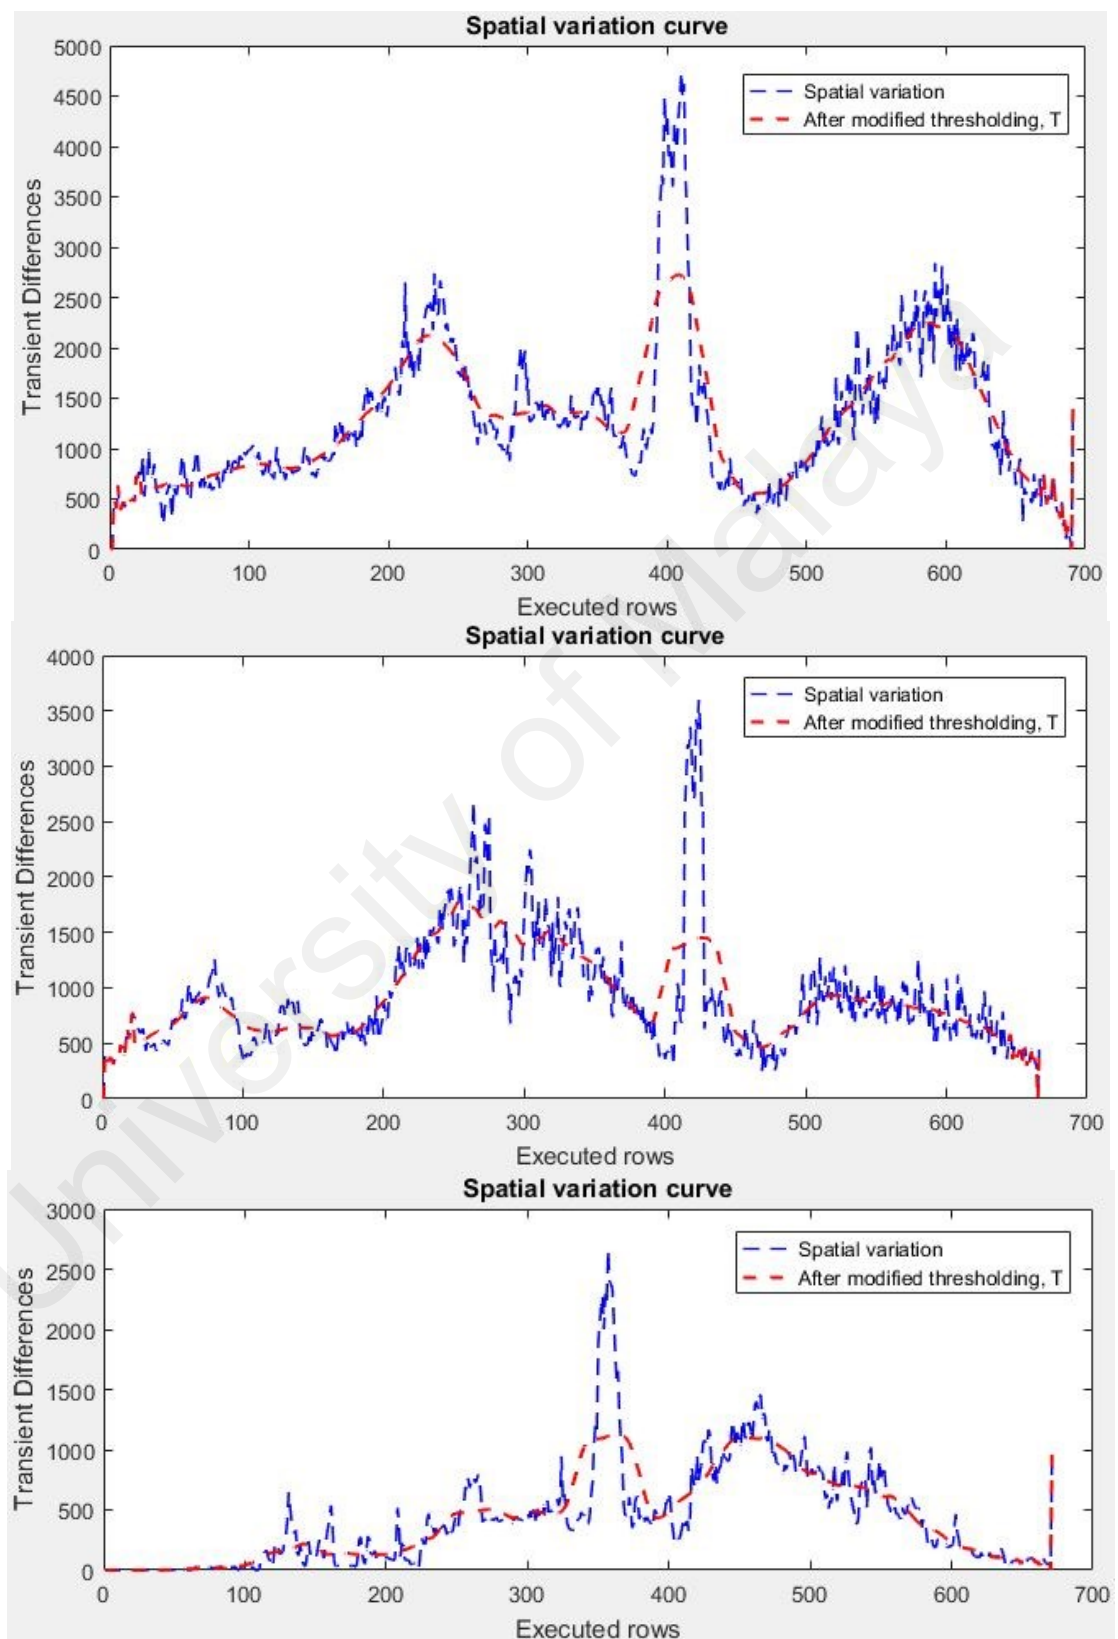 Spatial variation curve
5000
4500
4000
3500
3000
2500
2000
1500
1000
500
0
Transient Differences
Spatial variation
After modified thresholding, T
0 100 200 300 400 500 600 700
Executed rows
Spatial variation curve
4000
3500
3000
2500
2000
1500
1000
500
0
Transient Differences
Spatial variation
After modified thresholding, T
0 100 200 300 400 500 600 700
Executed rows
Spatial variation curve
3000
2500
2000
1500
1000
500
0
Transient Differences
Spatial variation
After modified thresholding, T
0 100 200 300 400 500 600 700
Executed rows
University of Malaya